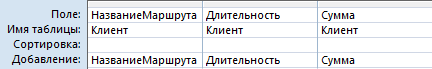 Поле: НазваниеМаршрута Длительность Сумма
Имя таблицы: Клиент Клиент Клиент
Сортировка:
Добавление: НазваниеМаршрута Длительность Сумма